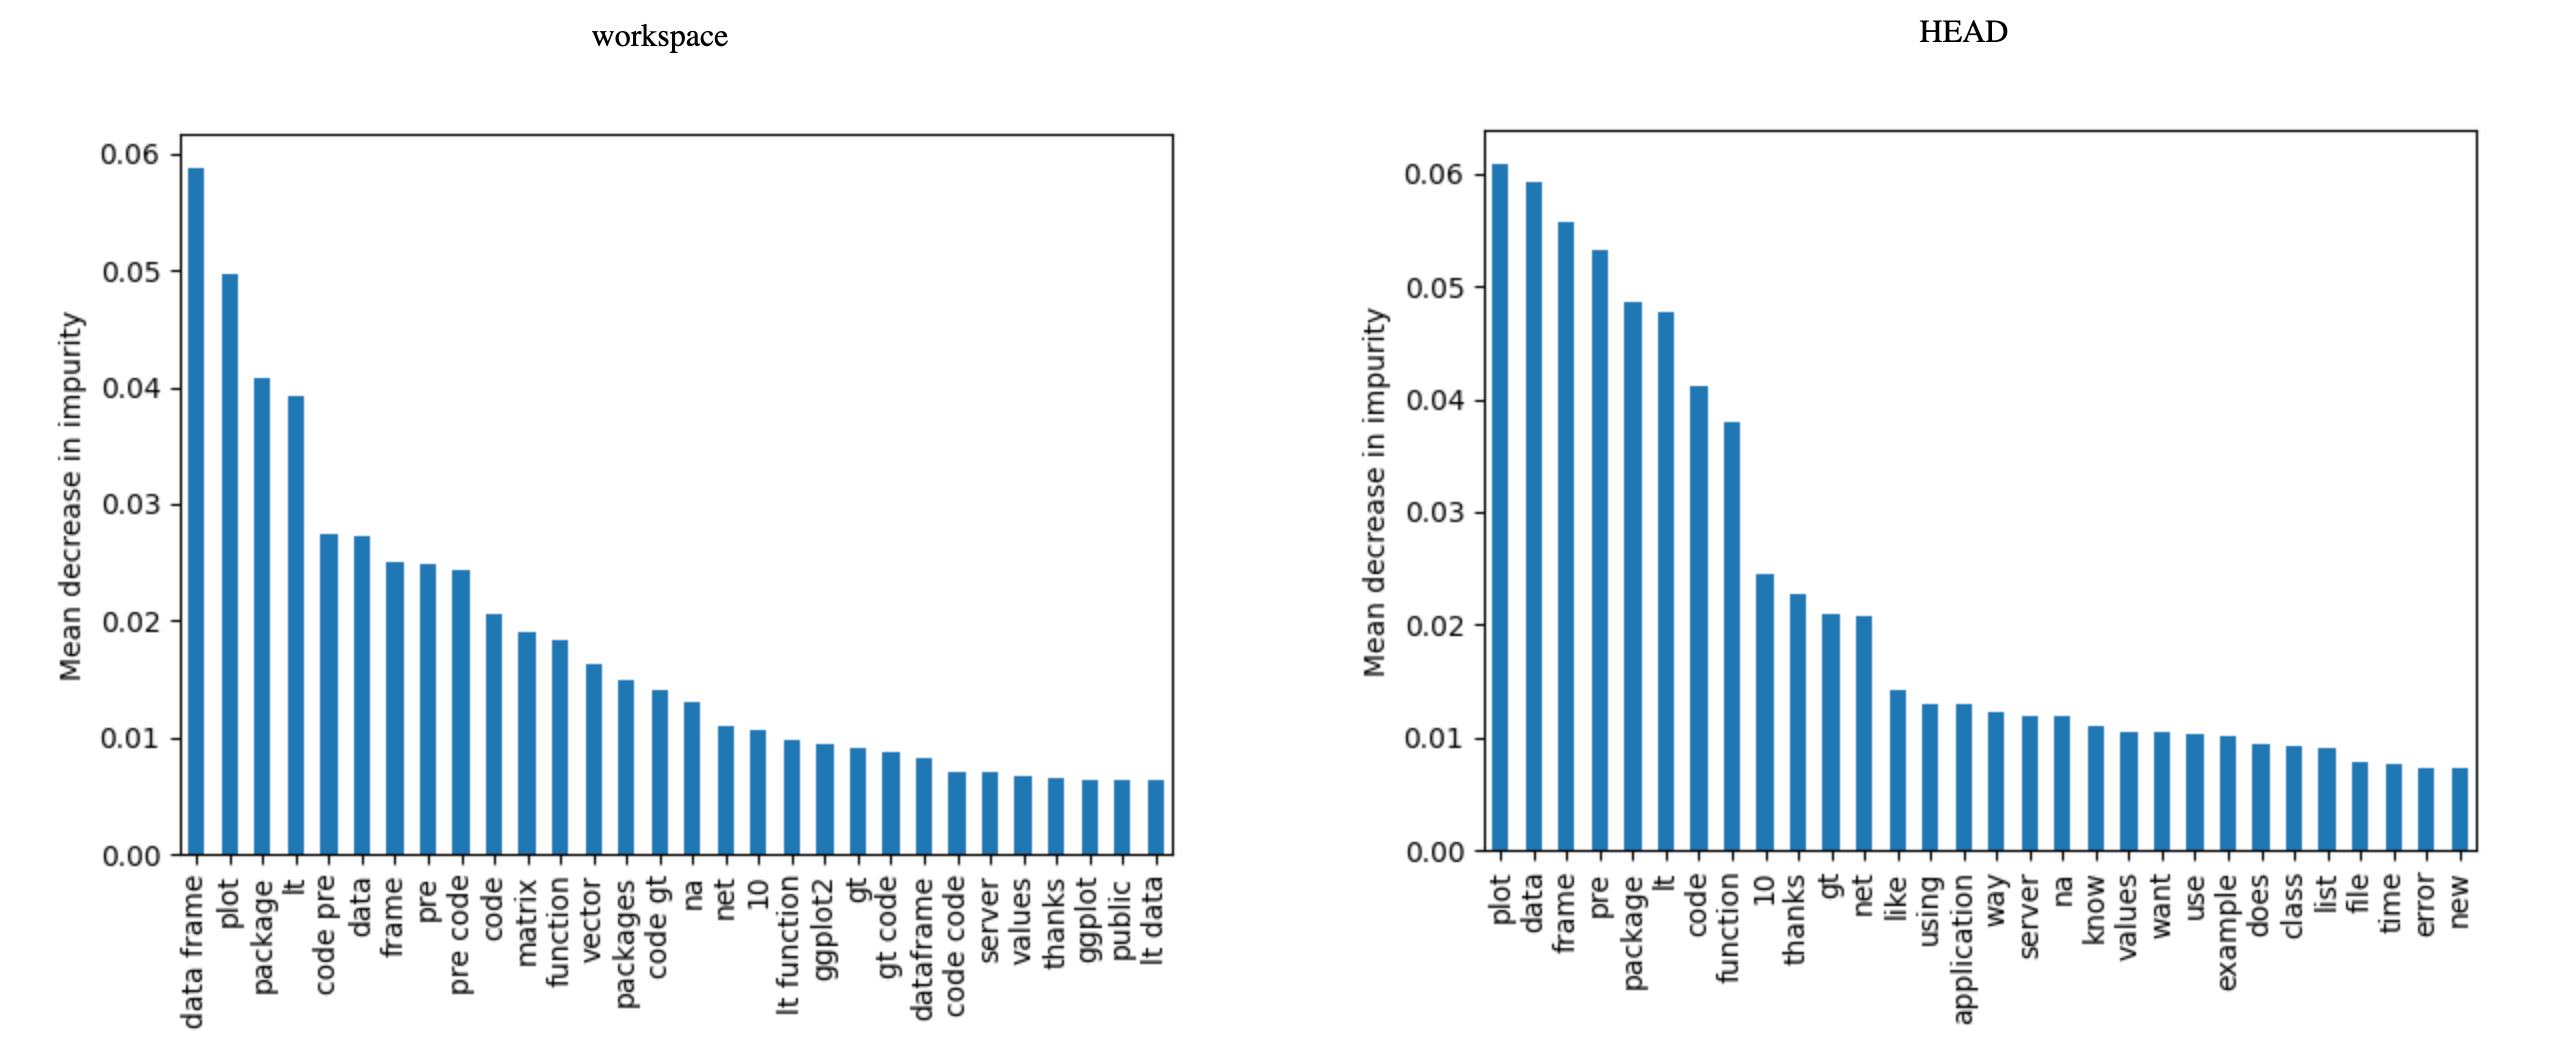 workspace
HEAD
Mean decrease in impurity
0.06
0.05
0.04
0.03
0.02
0.01
0.00
data frame
plot
package
lt
code pre
data
frame
pre
pre code
code
matrix
function
vector
packages
code gt
na
net
10
lt function
ggplot2
gt
gt code
dataframe
code code
server
values
thanks
ggplot
public
lt data
Mean decrease in impurity
0.06
0.05
0.04
0.03
0.02
0.01
0.00
plot
data
frame
pre
package
lt
code
function
10
thanks
gt
net
like
using
application
way
server
na
know
values
want
use
example
does
class
list
file
time
error
new